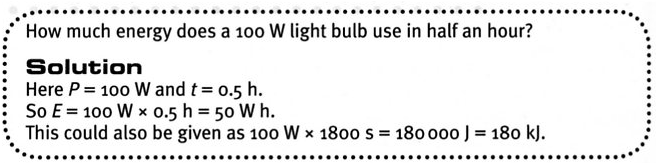 How much energy does a 100 W light bulb use in half an hour?
Solution
Here P = 100 W and t = 0.5 h.
So E = 100 W × 0.5 h = 50 W h.
This could also be given as 100 W × 1800 s = 180 000 J = 180 kJ.